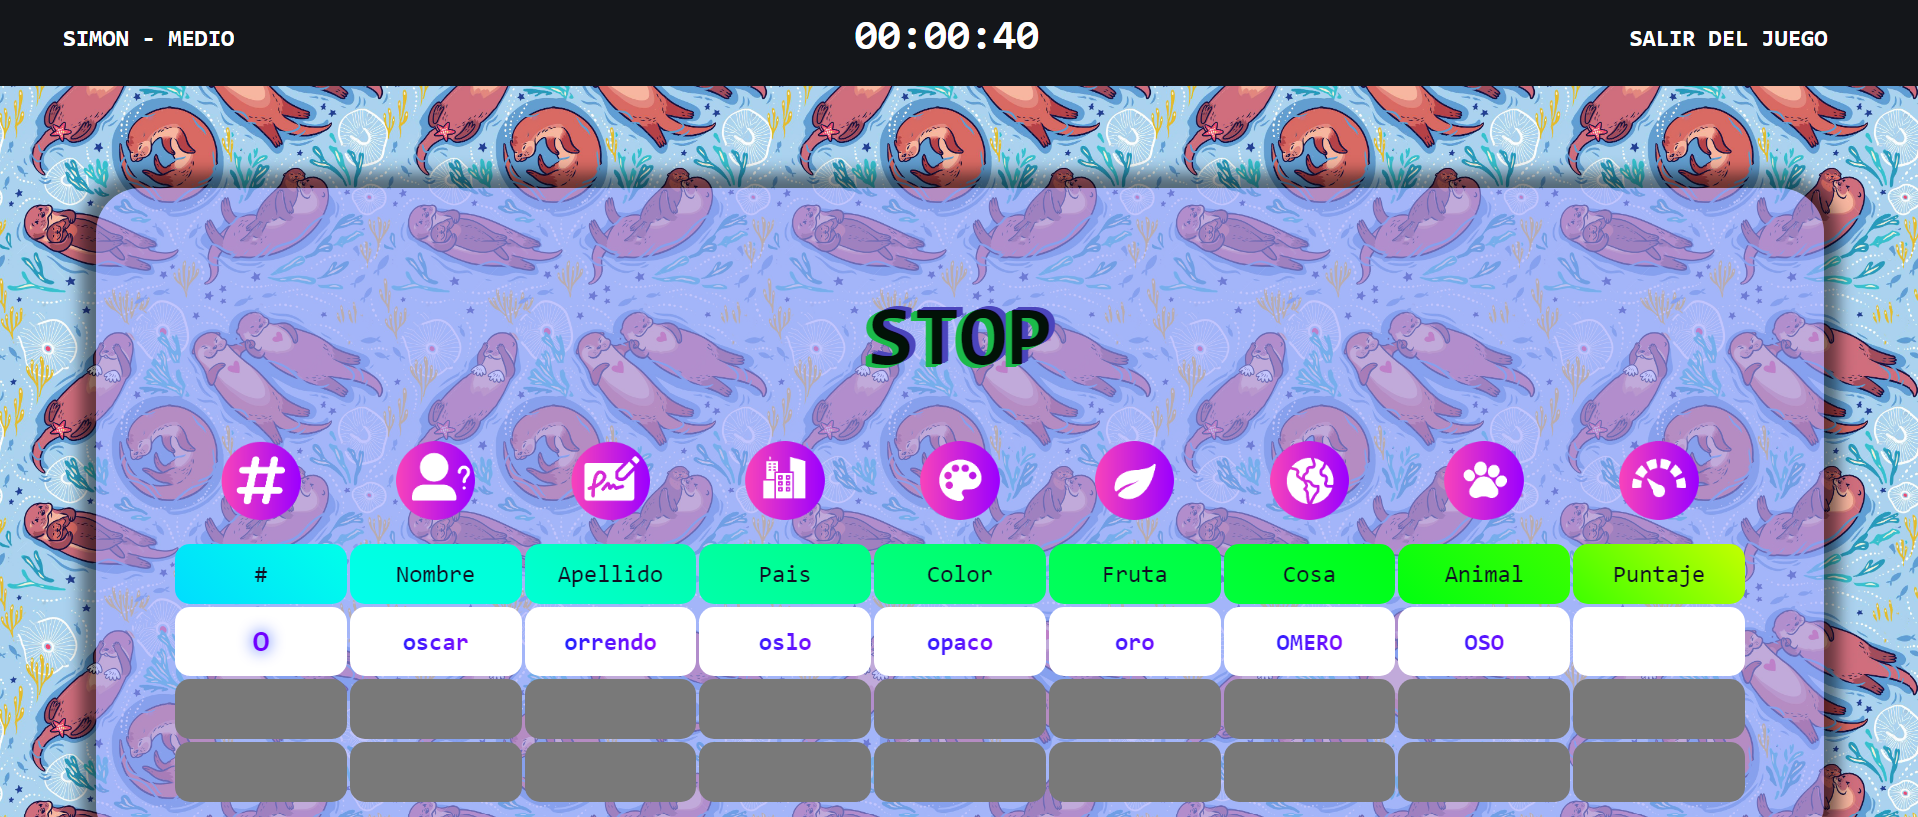 SIMON - MEDIO 00:00:40 SALIR DEL JUEGO
STOP
# Nombre Apellido Pais Color Fruta Cosa Animal Puntaje
O oscar orrendo oslo opaco oro OMERO OSO